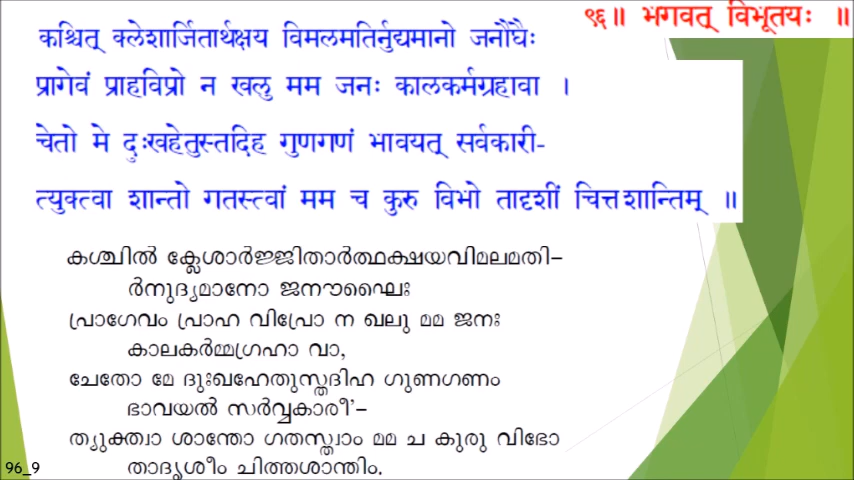 ९६॥ भगवत् विभूतयः ॥
कश्चित् क्लेशार्जितार्थक्षय विमलमतिर्नुद्यमानो जनौघैः
प्रागेवं प्राहविप्रो न खलु मम जनः कालकर्मग्रहावा ।
चेतो मे दुःखहेतुस्तदिह गुणगणं भावयत् सर्वकारी-
त्युक्त्वा शान्तो गतस्त्वां मम च कुरु विभो तादृशीं चित्तशान्तिम् ॥
കശ്ചിൽ ക്ലേശാർജ്ജിതാർത്ഥക്ഷയവിമലമതി–
ർനുദ്യമാനോ ജനൗഘൈഃ
പ്രാഗേവം പ്രാഹ വിപ്രോ ന ഖലു മമ ജനഃ
കാലകർമ്മഗ്രഹാ വാ,
ചേതോ മേ ദുഃഖഹേതുസ്തദിഹ ഗുണഗണം
ഭാവയൽ സർവ്വകാരീ’–
ത്യുക്ത്വാ ശാന്തോ ഗതസ്ത്വാം മമ ച കുരു വിഭോ
താദൃശീം ചിത്തശാന്തിം.
96_9